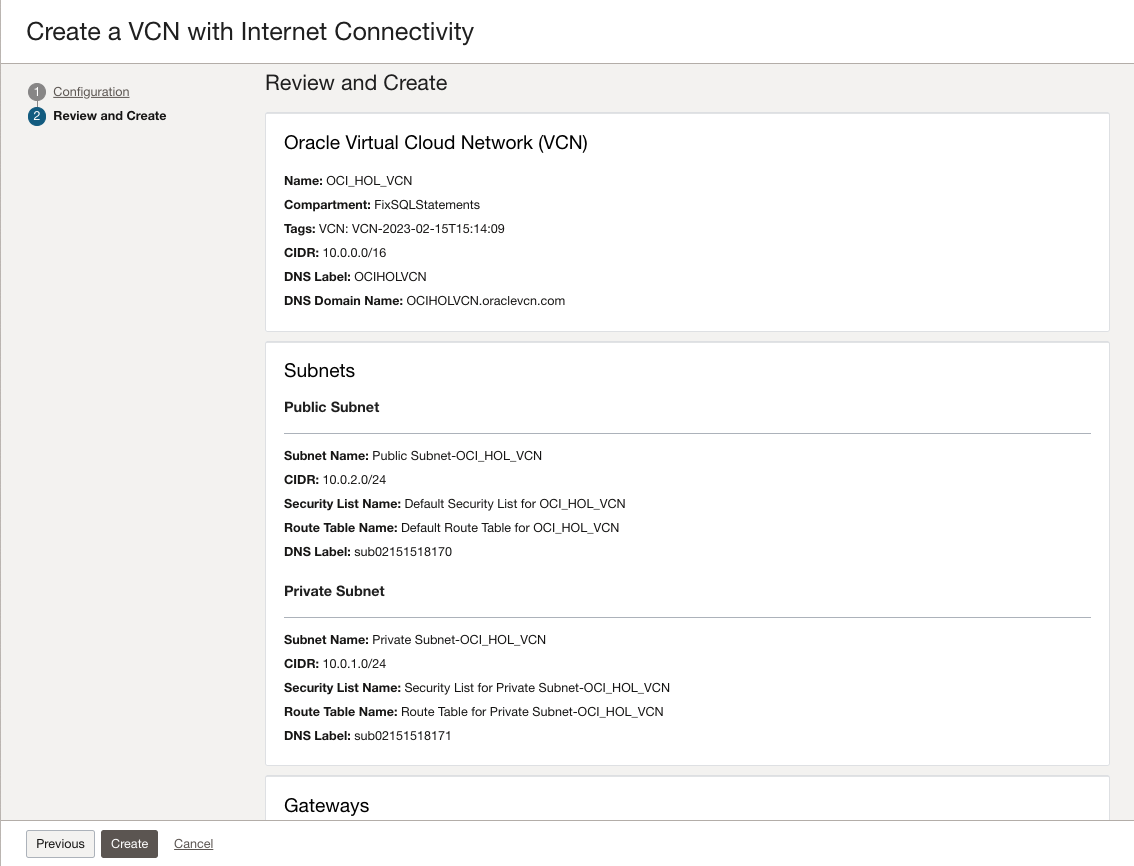 Create a VCN with Internet Connectivity
1 Configuration
2 Review and Create
Review and Create
Oracle Virtual Cloud Network (VCN)
Name: OCI_HOL_VCN
Compartment: FixSQLStatements
Tags: VCN: VCN-2023-02-15T15:14:09
CIDR: 10.0.0.0/16
DNS Label: OCIHOLVCN
DNS Domain Name: OCIHOLVCN.oraclevcn.com
Subnets
Public Subnet
Subnet Name: Public Subnet-OCI_HOL_VCN
CIDR: 10.0.2.0/24
Security List Name: Default Security List for OCI_HOL_VCN
Route Table Name: Default Route Table for OCI_HOL_VCN
DNS Label: sub02151518170
Private Subnet
Subnet Name: Private Subnet-OCI_HOL_VCN
CIDR: 10.0.1.0/24
Security List Name: Security List for Private Subnet-OCI_HOL_VCN
Route Table Name: Route Table for Private Subnet-OCI_HOL_VCN
DNS Label: sub02151518171
Gateways
Previous Create Cancel